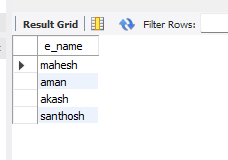 Result Grid Filter Rows:
e_name
mahesh
aman
akash
santhosh